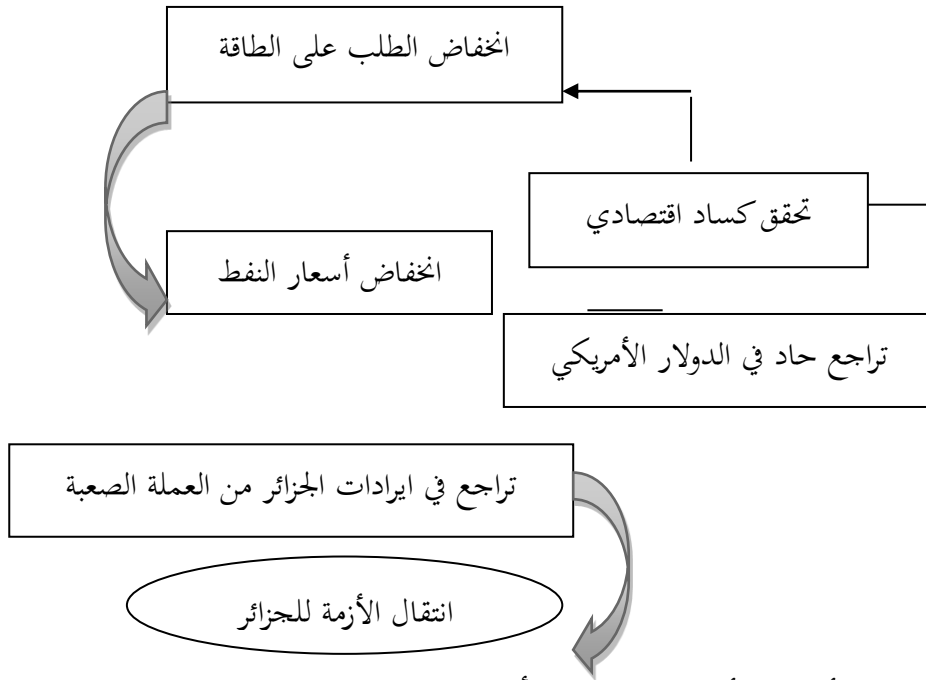 انخفاض الطلب على الطاقة
تحقق كساد اقتصادي
انخفاض أسعار النفط
تراجع حاد في الدولار الأمريكي
تراجع في ايرادات الجزائر من العملة الصعبة
انتقال الأزمة للجزائر